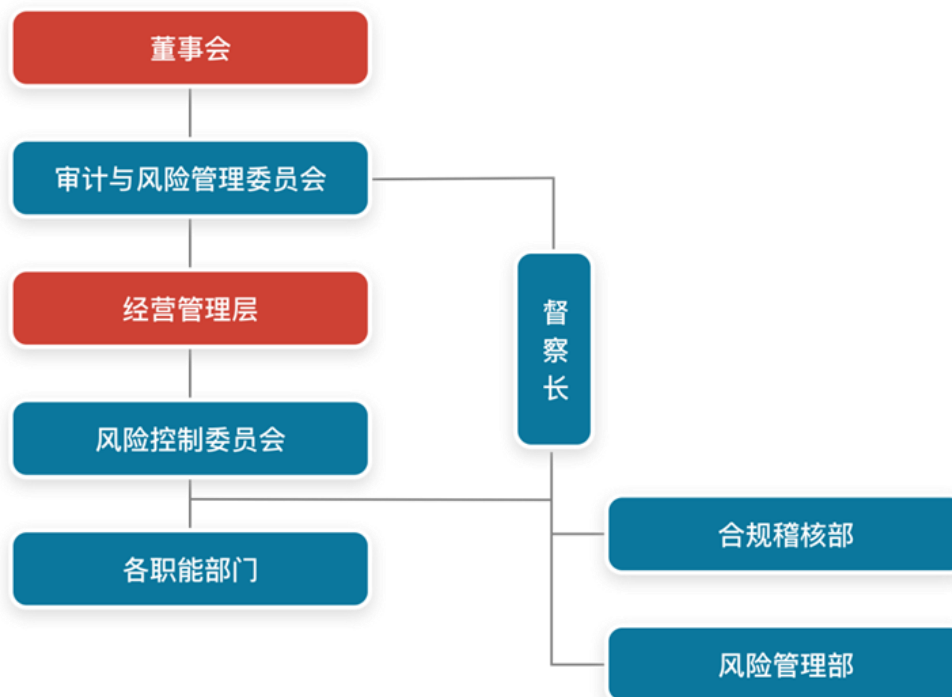 董事会
审计与风险管理委员会
经营管理层
督察长
风险控制委员会
合规稽核部
各职能部门
风险管理部